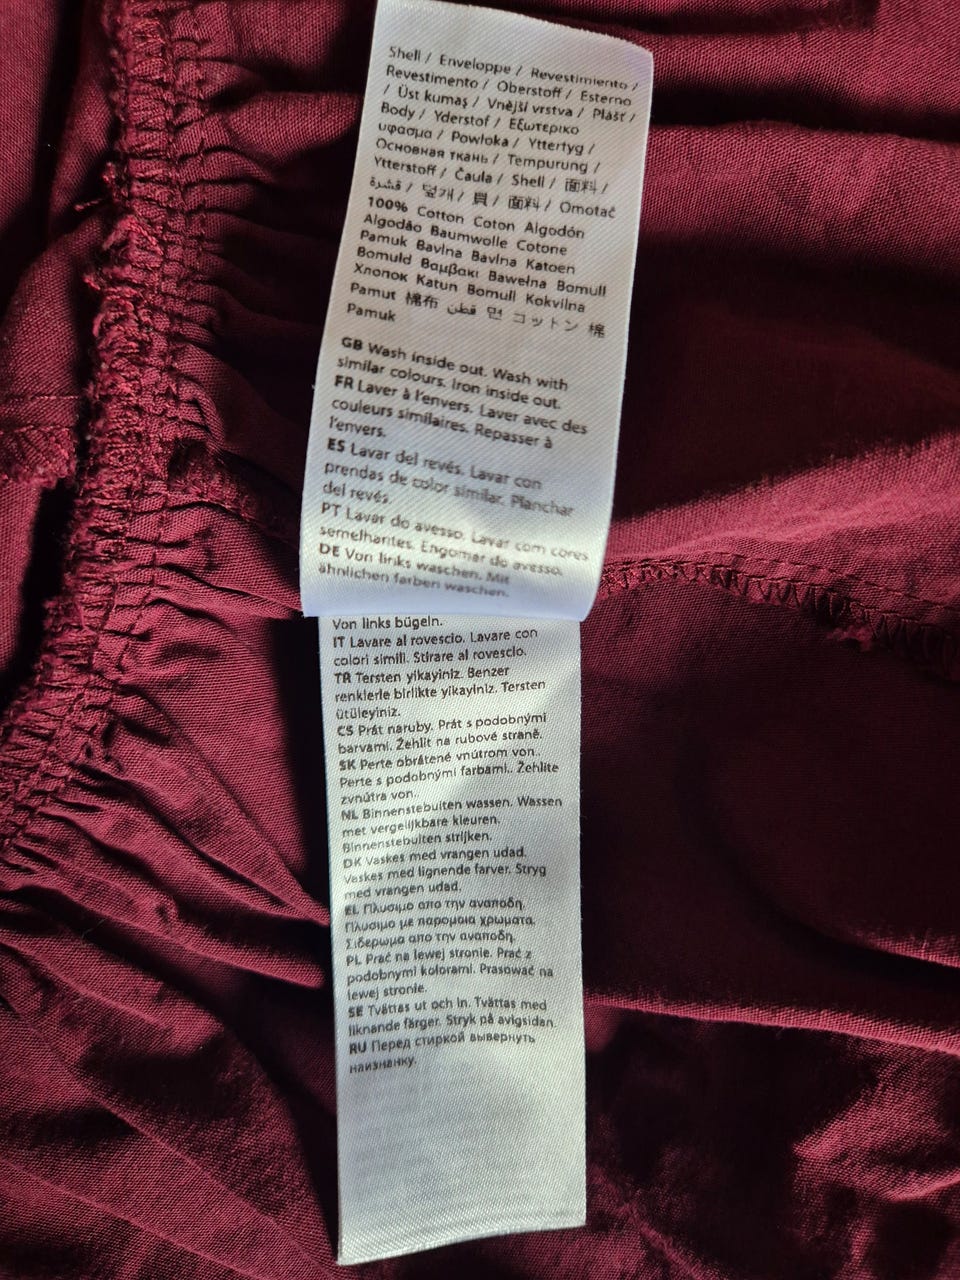 Shell / Enveloppe / Revestimiento /
Revestimento / Oberstoff / Esterno
/ Üst kumaş / Vnější vrstva / Plášť /
Body / Yderstof / Εξωτερικο
υφασμα / Powłoka / Yttertyg /
Основная ткань / Tempurung /
Ytterstoff / Čaula / Shell / 面料 /
قشرة / 덮개 / 貝 / 面料 / Omotač
100% Cotton Coton Algodón
Algodão Baumwolle Cotone
Pamuk Bavlna Bavlna Katoen
Bomuld Βαμβακι Bawełna Bomull
Хлопок Katun Bomull Kokvilna
Pamut 棉布 قطن 면 コットン 棉
Pamuk
GB Wash inside out. Wash with
similar colours. Iron inside out.
FR Laver à l'envers. Laver avec des
couleurs similaires. Repasser à
l'envers.
ES Lavar del revés. Lavar con
prendas de color similar. Planchar
del revés.
PT Lavar do avesso. Lavar com cores
semelhantes. Engomar do avesso.
DE Von links waschen. Mit
ähnlichen farben waschen.
Von links bügeln.
IT Lavare al rovescio. Lavare con
colori simili. Stirare al rovescio.
TR Tersten yikayiniz. Benzer
renklerle birlikte yikayiniz. Tersten
ütüleyiniz.
CS Prát naruby. Prát s podobnými
barvami. Žehlit na rubové straně.
SK Perte obrátené vnútrom von..
Perte s podobnými farbami.. Žehlite
zvnútra von..
NL Binnenstebuiten wassen. Wassen
met vergelijkbare kleuren.
Binnenstebuiten strijken.
DK Vaskes med vrangen udad.
Vaskes med lignende farver. Stryg
med vrangen udad.
EL Πλυσιμο απο την αναποδη.
Πλυσιμο με παρομοια χρωματα.
Σιδερωμα απο την αναποδη.
PL Prać na lewej stronie. Prać z
podobnymi kolorami. Prasować na
lewej stronie.
SE Tvättas ut och in. Tvättas med
liknande färger. Stryk på avigsidan.
RU Перед стиркой вывернуть
наизнанку.